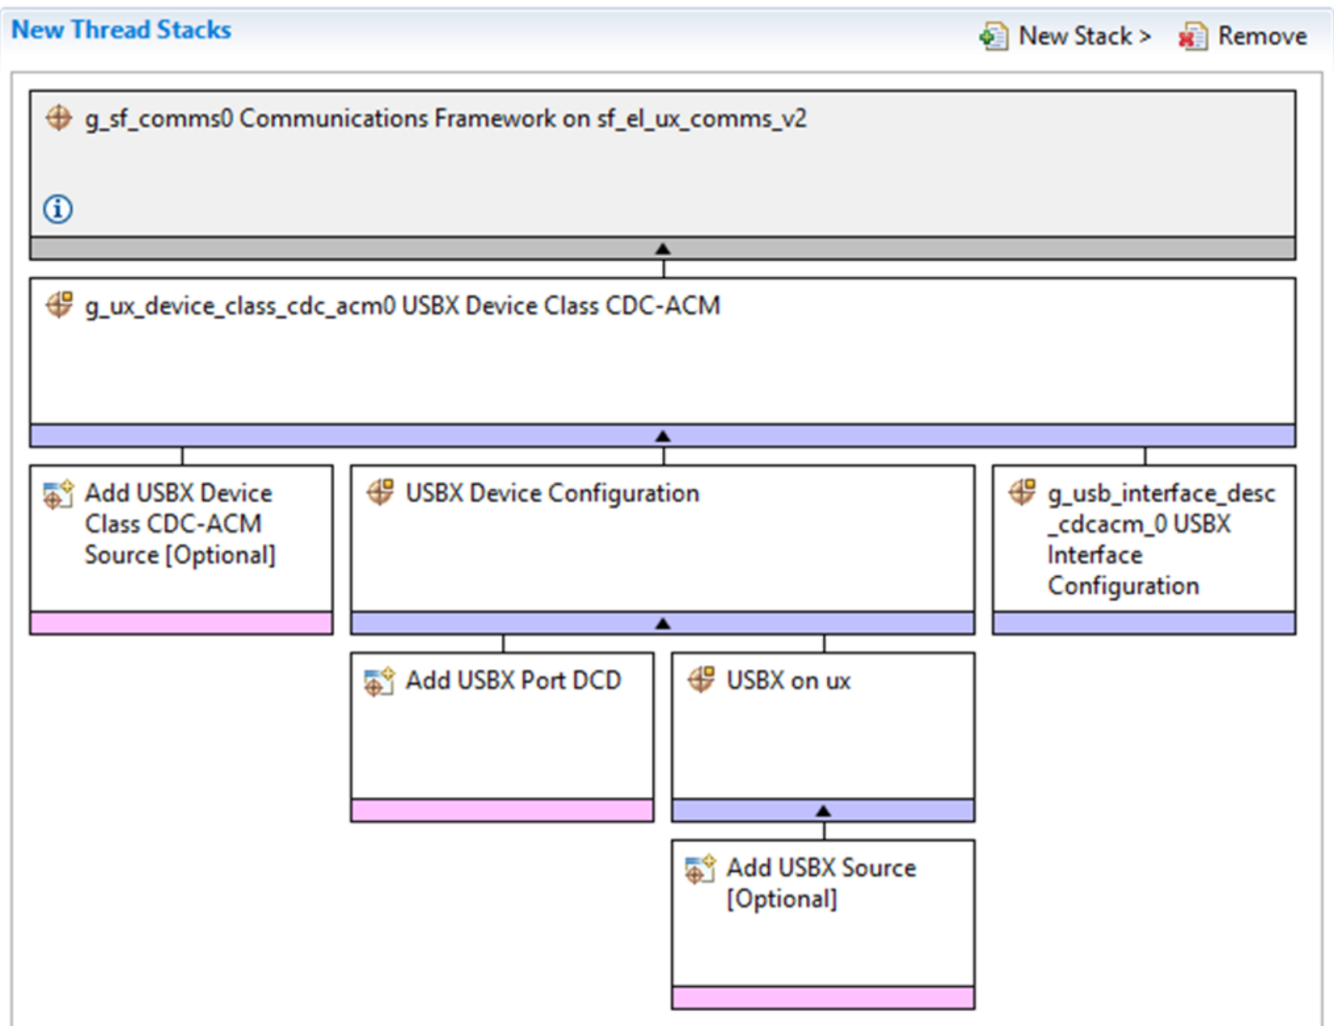 New Thread Stacks
New Stack >
Remove
g_sf_comms0 Communications Framework on sf_el_ux_comms_v2
g_ux_device_class_cdc_acm0 USBX Device Class CDC-ACM
Add USBX Device
Class CDC-ACM
Source [Optional]
USBX Device Configuration
g_usb_interface_desc
_cdcacm_0 USBX
Interface
Configuration
Add USBX Port DCD
USBX on ux
Add USBX Source
[Optional]